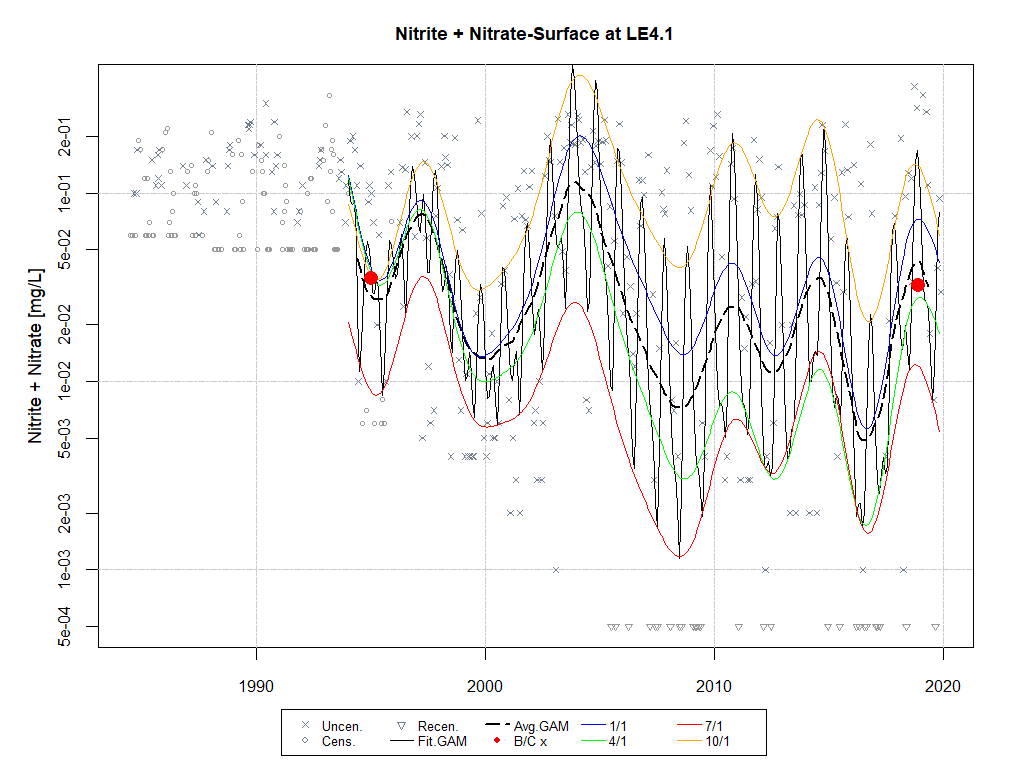 Nitrite + Nitrate-Surface at LE4.1
Nitrite + Nitrate [mg/L]
2e-01
1e-01
5e-02
2e-02
1e-02
5e-03
2e-03
1e-03
5e-04
1990 2000 2010 2020
Uncen. Recen. Avg.GAM 1/1 7/1
Cens. Fit.GAM B/C x 4/1 10/1